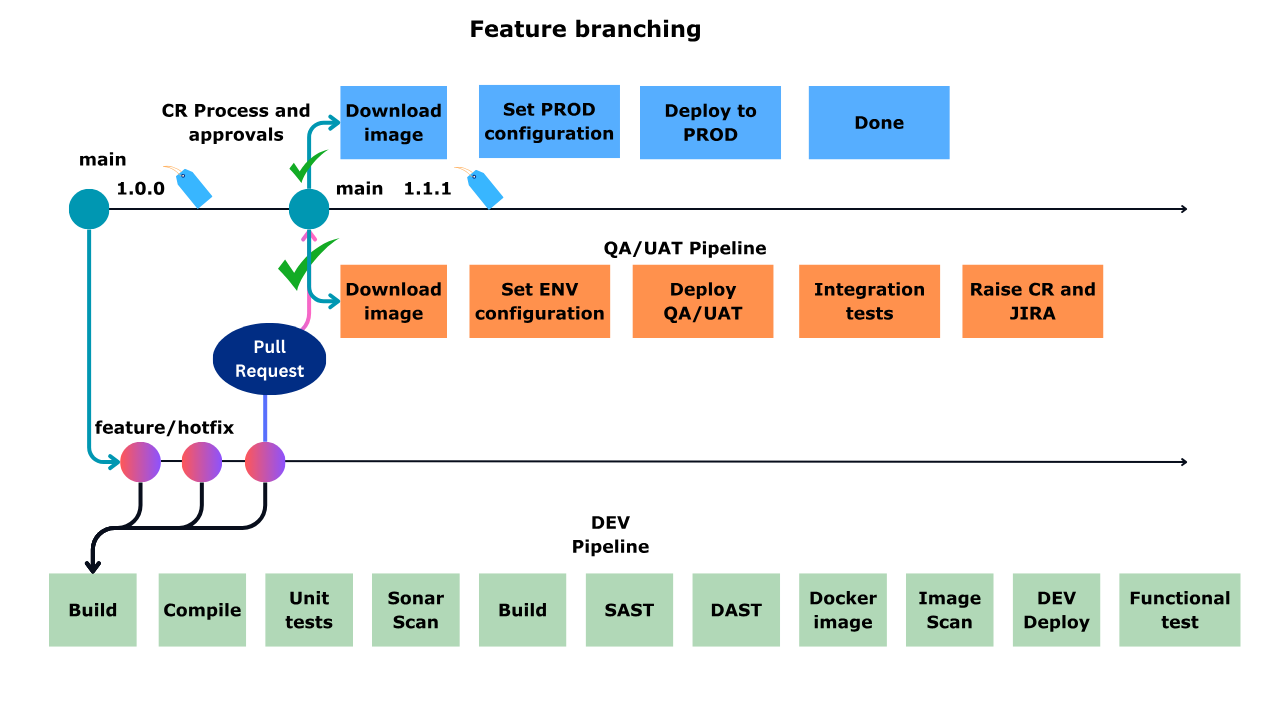 Feature branching
CR Process and
approvals
Download
image
Set PROD
configuration
Deploy to
PROD
Done
main
1.0.0
main 1.1.1
QA/UAT Pipeline
Download
image
Set ENV
configuration
Deploy
QA/UAT
Integration
tests
Raise CR and
JIRA
Pull
Request
feature/hotfix
DEV
Pipeline
Build
Compile
Unit
tests
Sonar
Scan
Build
SAST
DAST
Docker
image
Image
Scan
DEV
Deploy
Functional
test